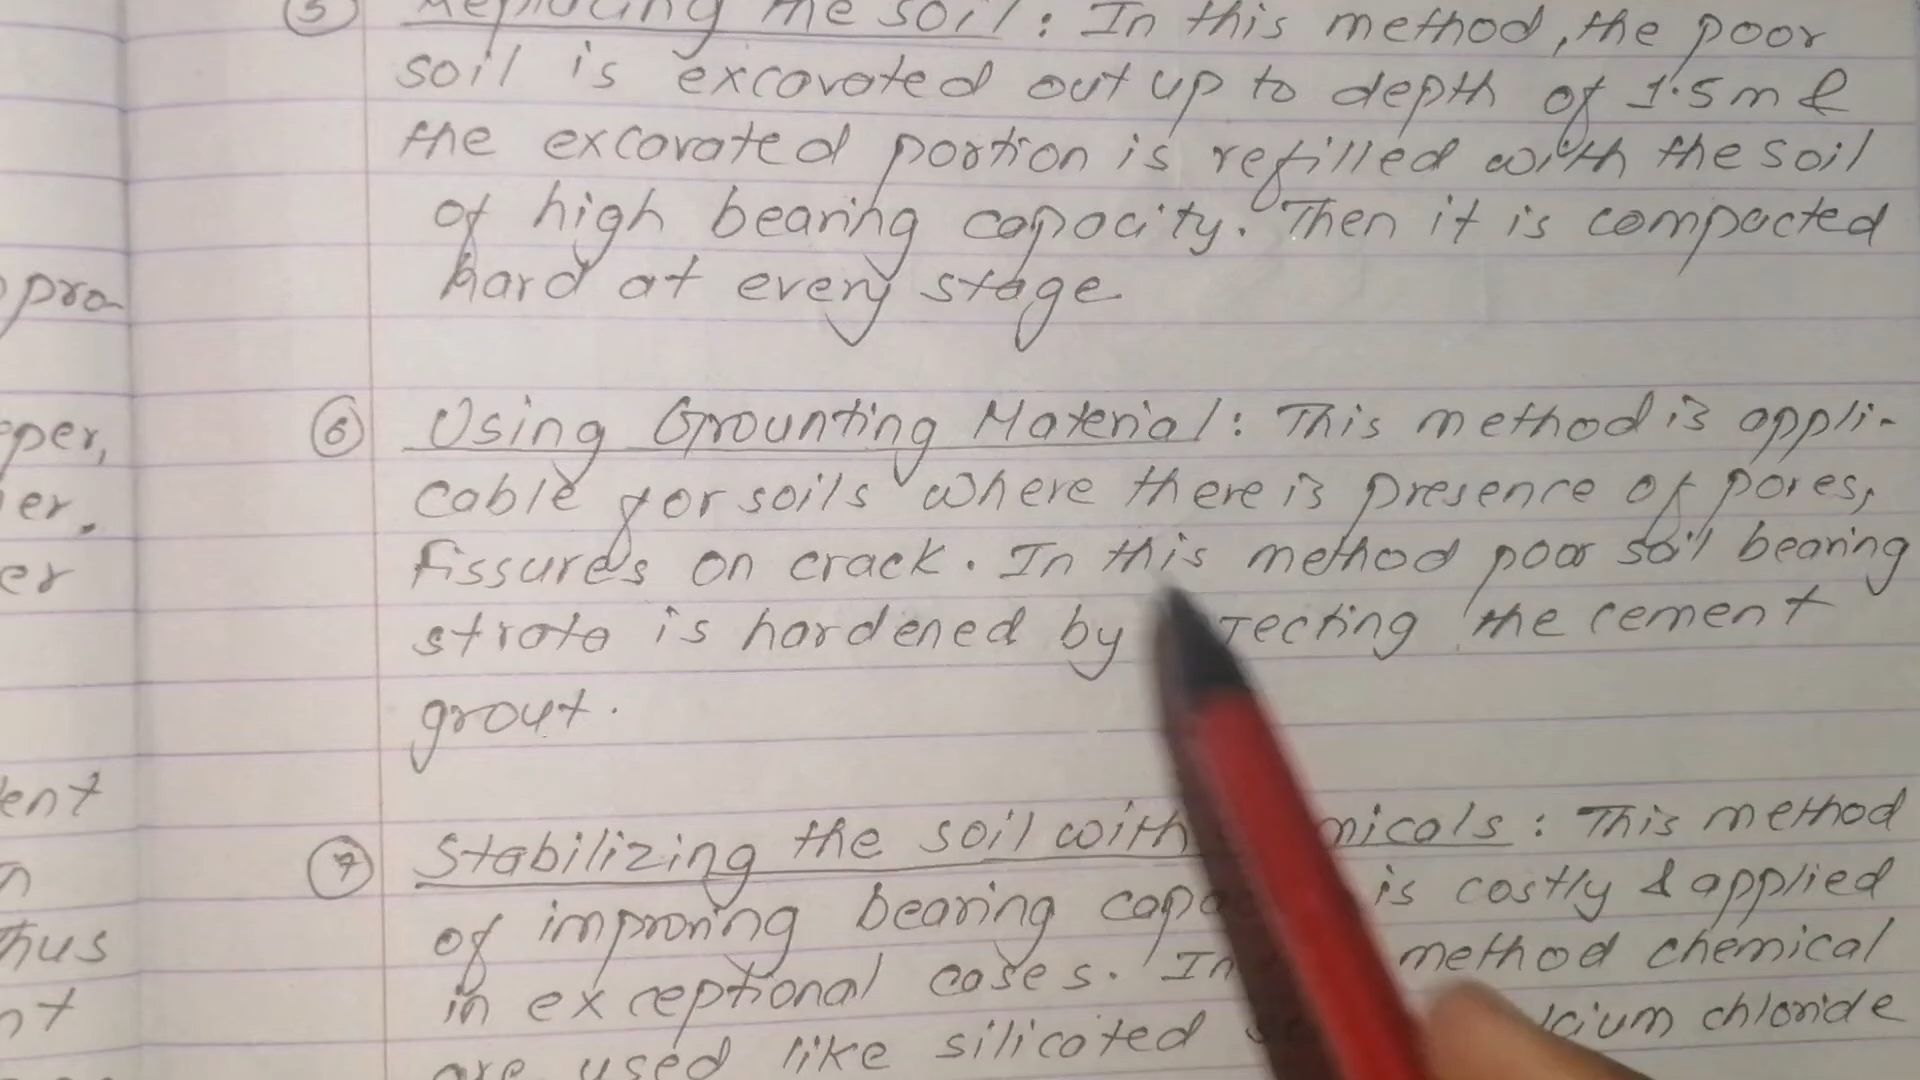 pro-
per,
er.
er
ent
n
thus
nt
5 Replacing the soil : In this method, the poor
soil is excavated out up to depth of 1.5m &
the excavated portion is refilled with the soil
of high bearing capacity. Then it is compacted
hard at every stage
6 Using Grounting Material : This method is appli-
cable for soils where there is presence of pores,
fissures on crack. In this method poor soil bearing
strata is hardened by jecting the cement
grout.
7 Stabilizing the soil with micals : This method
of improving bearing capa is costly & applied
in exceptional cases. In method chemical
are used like silicated lcium chloride